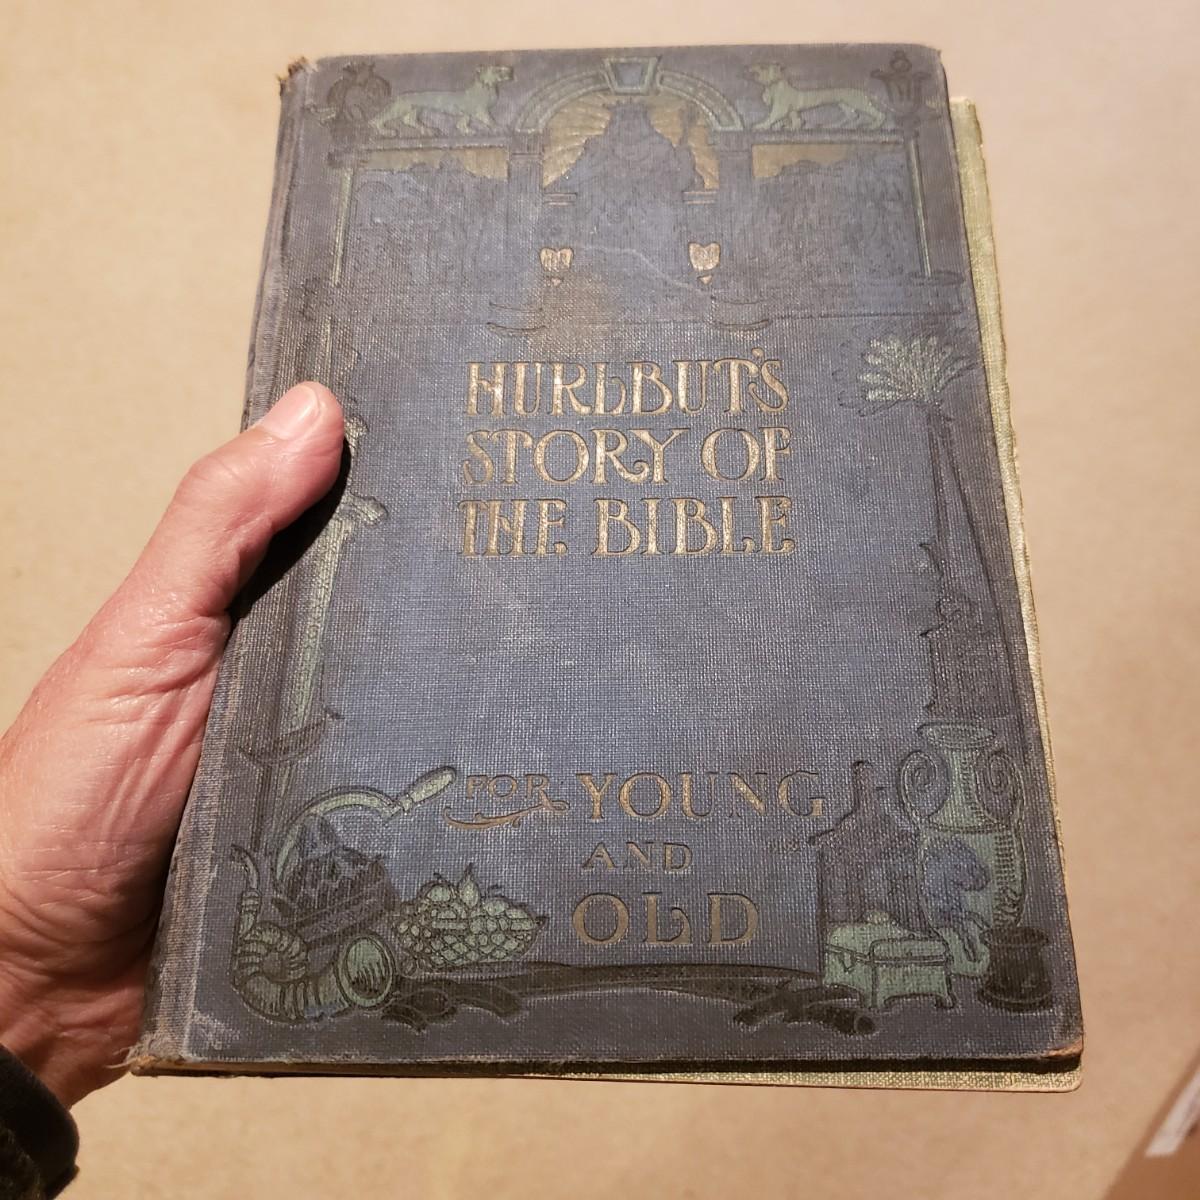 HURLBUT'S
STORY OF
THE BIBLE
FOR YOUNG
AND
OLD